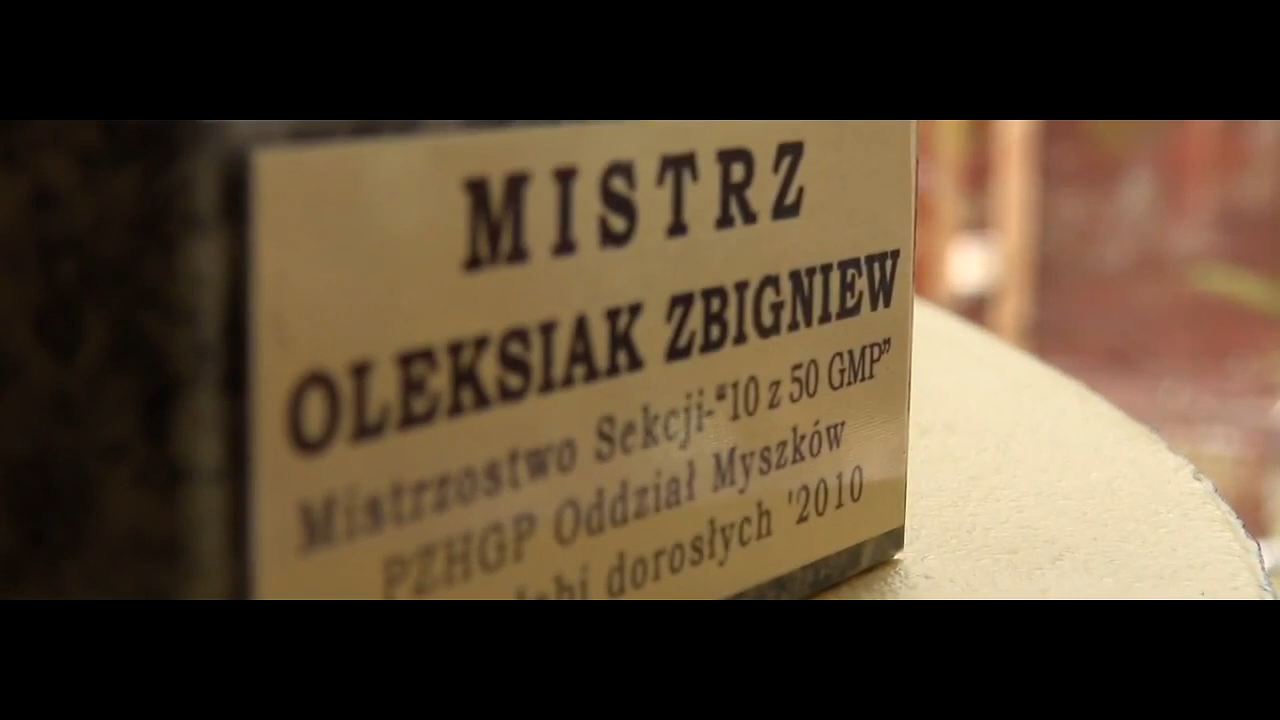 MISTRZ
OLEKSIAK ZBIGNIEW
Mistrzostwo Sekcji-“10 z 50 GMP”
PZHGP Oddział Myszków
dorosłych '2010